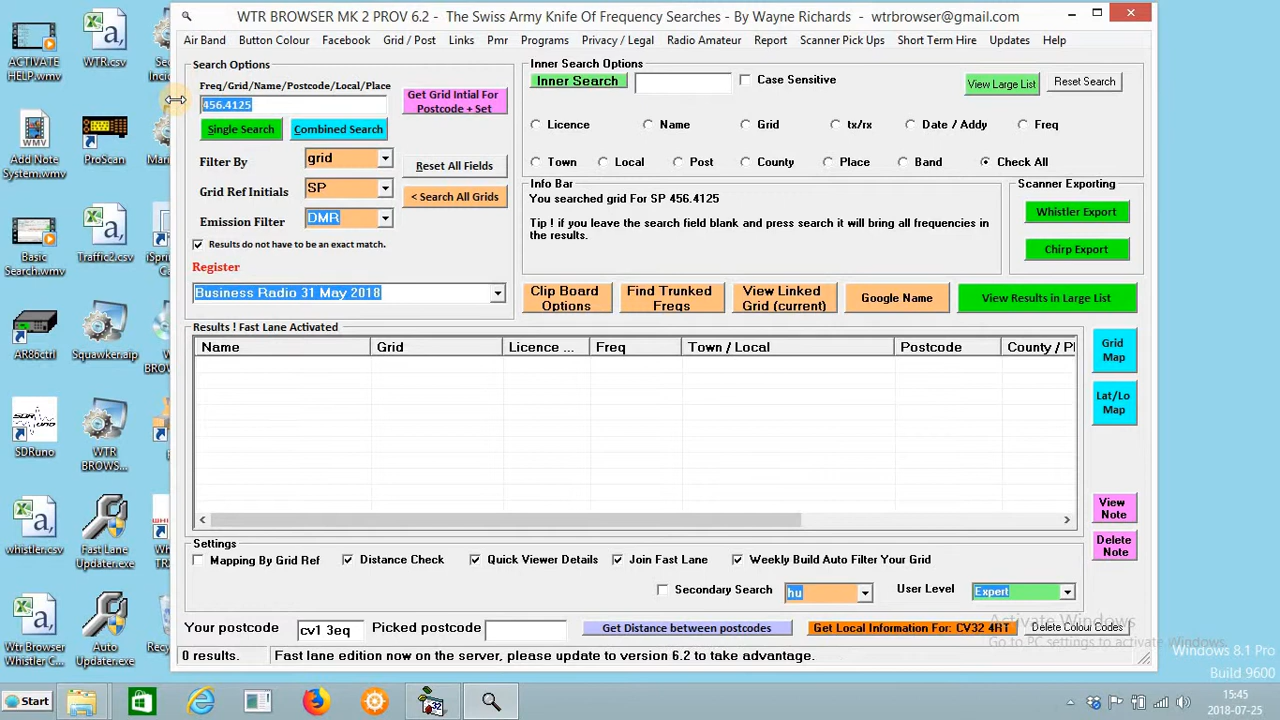 WTR BROWSER MK 2 PROV 6.2 - The Swiss Army Knife Of Frequency Searches - By Wayne Richards - wtrbrowser@gmail.com
Air Band Button Colour Facebook Grid / Post Links Pmr Programs Privacy / Legal Radio Amateur Report Scanner Pick Ups Short Term Hire Updates Help
Search Options
Freq/Grid/Name/Postcode/Local/Place
456.4125
Get Grid Intial For Postcode + Set
Single Search
Combined Search
Filter By
grid
Reset All Fields
Grid Ref Initials
SP
< Search All Grids
Emission Filter
DMR
Results do not have to be an exact match.
Register
Business Radio 31 May 2018
Inner Search Options
Inner Search
Case Sensitive
View Large List
Reset Search
Licence Name Grid tx/rx Date / Addy Freq
Town Local Post County Place Band Check All
Info Bar
You searched grid For SP 456.4125
Tip ! if you leave the search field blank and press search it will bring all frequencies in the results.
Scanner Exporting
Whistler Export
Chirp Export
Clip Board Options
Find Trunked Freqs
View Linked Grid (current)
Google Name
View Results in Large List
Results ! Fast Lane Activated
Name Grid Licence ... Freq Town / Local Postcode County / Pl
Grid Map
Lat/Lo Map
View Note
Delete Note
Settings
Mapping By Grid Ref Distance Check Quick Viewer Details Join Fast Lane Weekly Build Auto Filter Your Grid
Secondary Search
hu
User Level
Expert
Your postcode
cv1 3eq
Picked postcode
Get Distance between postcodes
Get Local Information For: CV32 4RT
Delete Colour Codes
0 results.
Fast lane searches now on the server, please update to version 6.2 to take advantage.
Activate Windows
Go to PC settings to activate Windows.
Windows 8.1 Pro
Build 9600
ACTIVATE HELP.wmv
WTR.csv
Add Note System.wmv
ProScan
Basic Search.wmv
Traffic2.csv
AR86ctrl
Squawker.aip
SDRuno
WTR BROWS...
whistler.csv
Fast Lane Updater.exe
Wtr Browser Whistler C...
Auto Updater.exe
Start
15:45
2018-07-25